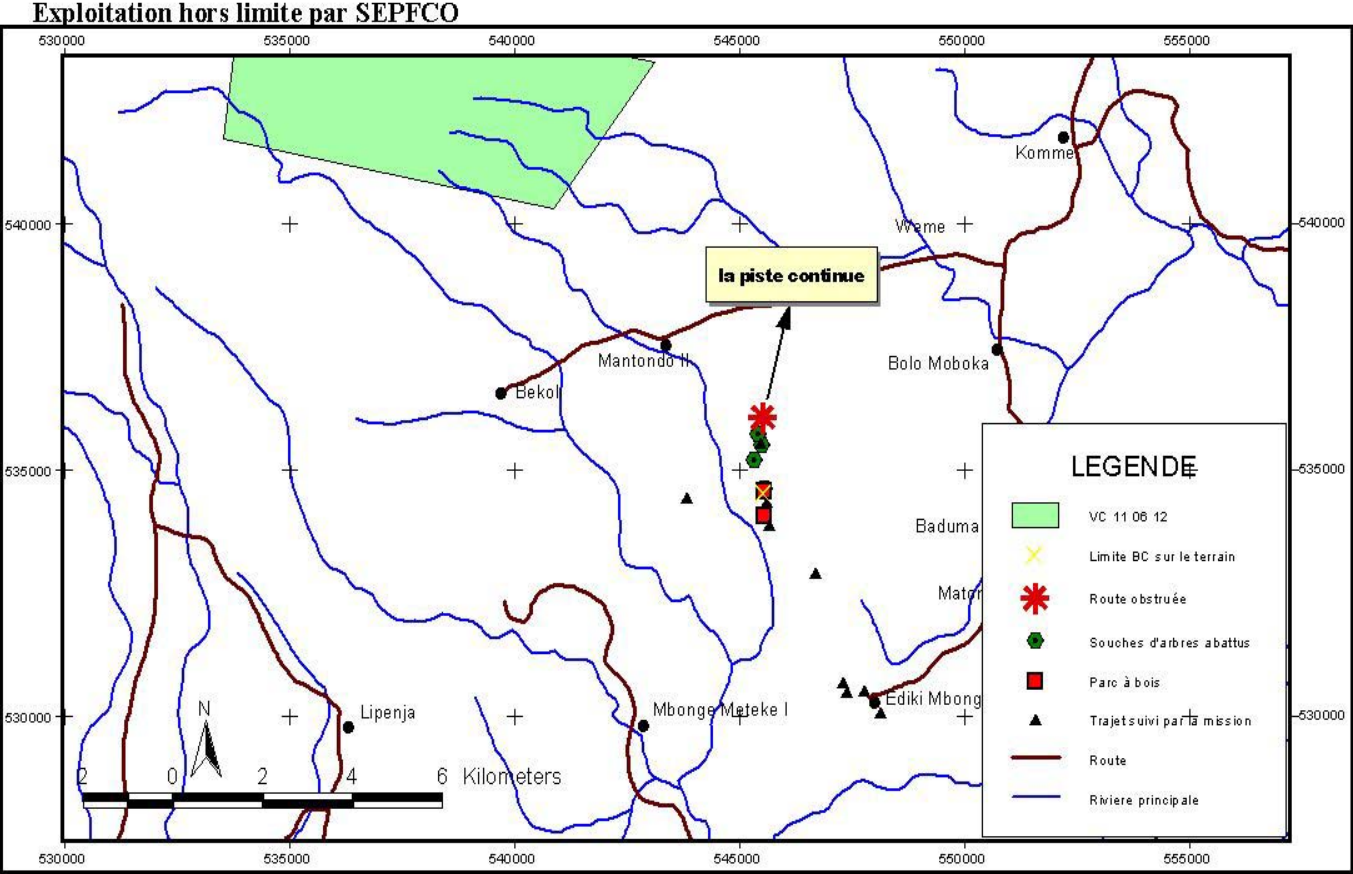 Exploitation hors limite par SEPFCO
530000 535000 540000 545000 550000 555000
Komme
540000 540000
Weme
la piste continue
Mantondo II
Bolo Moboka
Bekol
535000 535000
LEGENDE
VC 11 06 12
Baduma
Limite BC sur le terrain
Route obstruée
Souches d'arbres abattus
Parc à bois
Trajet suivi par la mission
Route
Riviere principale
Ediki Mbong
Mbonge Meteke I
Lipenja
530000 530000
N
2 0 2 4 6 Kilometers
530000 535000 540000 545000 550000 555000